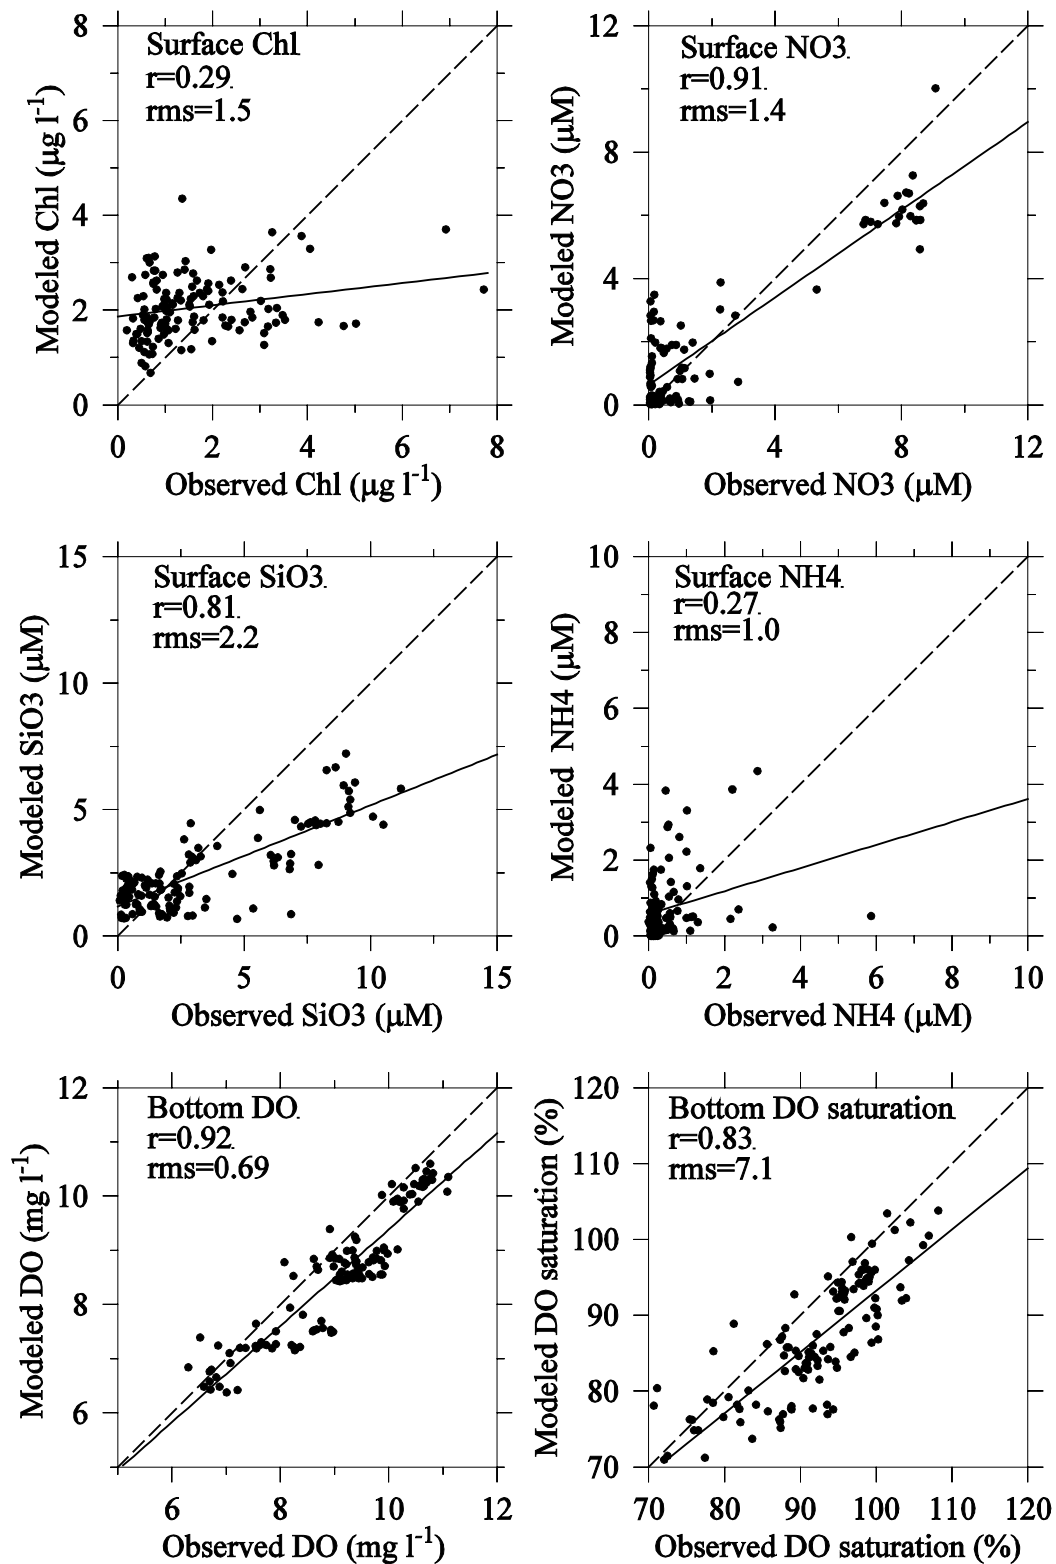 8
6
4
2
0
Modeled Chl (µg l-1)
Surface Chl
r=0.29.
rms=1.5
0 2 4 6 8
Observed Chl (µg l-1)
12
8
4
0
Modeled NO3 (µM)
Surface NO3.
r=0.91.
rms=1.4
0 4 8 12
Observed NO3 (µM)
15
10
5
0
Modeled SiO3 (µM)
Surface SiO3.
r=0.81.
rms=2.2
0 5 10 15
Observed SiO3 (µM)
10
8
6
4
2
0
Modeled NH4 (µM)
Surface NH4.
r=0.27.
rms=1.0
0 2 4 6 8 10
Observed NH4 (µM)
12
10
8
6
Modeled DO (mg l-1)
Bottom DO.
r=0.92.
rms=0.69
6 8 10 12
Observed DO (mg l-1)
120
110
100
90
80
70
Modeled DO saturation (%)
Bottom DO saturation.
r=0.83.
rms=7.1
70 80 90 100 110 120
Observed DO saturation (%)